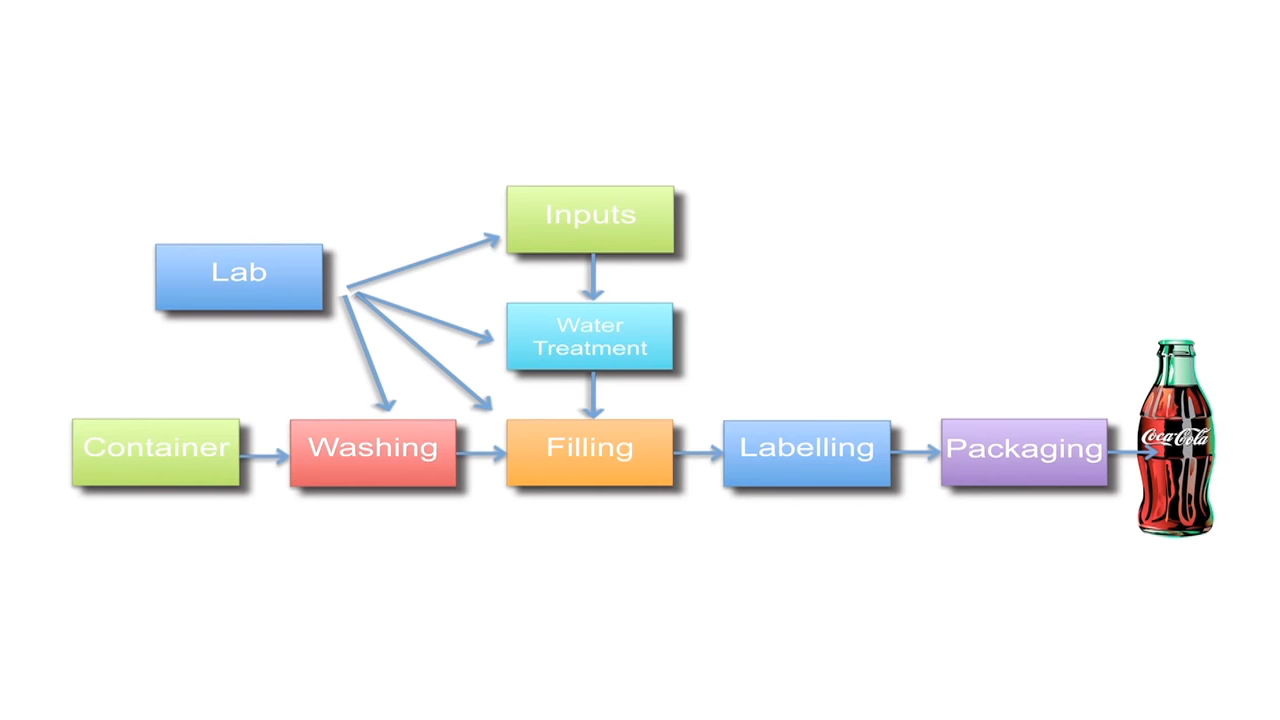 Inputs
Lab
Water
Treatment
Container
Washing
Filling
Labelling
Packaging
Coca-Cola